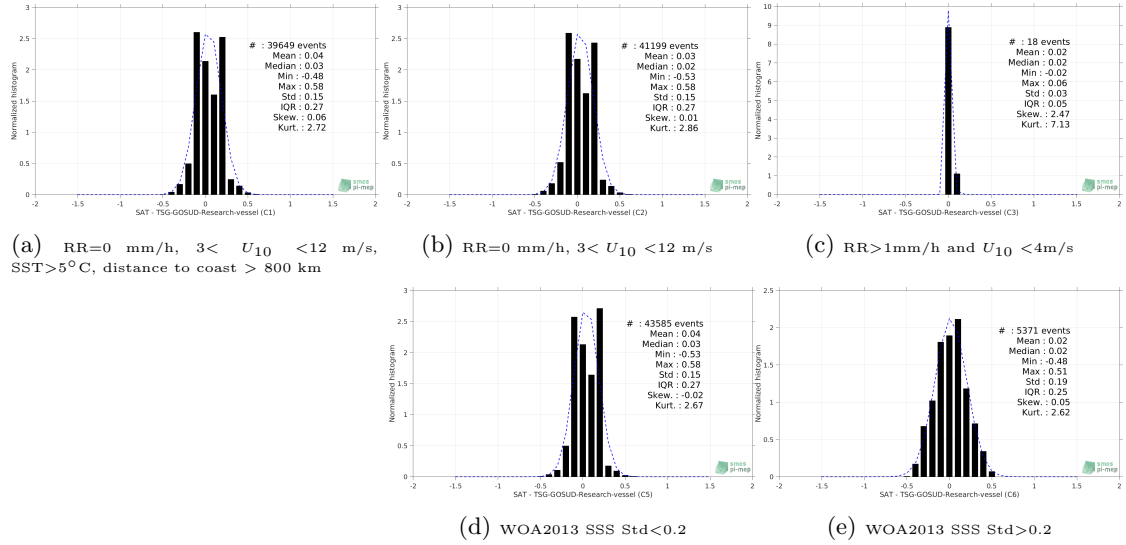 # : 39649 events
Mean : 0.04
Median : 0.03
Min : -0.48
Max : 0.58
Std : 0.15
IQR : 0.27
Skew. : 0.06
Kurt. : 2.72
Normalized histogram
3
2.5
2
1.5
1
0.5
0
-2 -1.5 -1 -0.5 0 0.5 1 1.5 2
SAT - TSG-GOSUD-Research-vessel (C1)
smos
pi-mep
(a) RR=0 mm/h, 3< U10 <12 m/s,
SST>5°C, distance to coast > 800 km
# : 41199 events
Mean : 0.03
Median : 0.02
Min : -0.53
Max : 0.58
Std : 0.15
IQR : 0.27
Skew. : 0.01
Kurt. : 2.86
Normalized histogram
3
2.5
2
1.5
1
0.5
0
-2 -1.5 -1 -0.5 0 0.5 1 1.5 2
SAT - TSG-GOSUD-Research-vessel (C2)
smos
pi-mep
(b) RR=0 mm/h, 3< U10 <12 m/s
# : 18 events
Mean : 0.02
Median : 0.02
Min : -0.02
Max : 0.06
Std : 0.03
IQR : 0.05
Skew. : 2.47
Kurt. : 7.13
Normalized histogram
10
9
8
7
6
5
4
3
2
1
0
-2 -1.5 -1 -0.5 0 0.5 1 1.5 2
SAT - TSG-GOSUD-Research-vessel (C3)
smos
pi-mep
(c) RR>1mm/h and U10 <4m/s
# : 43585 events
Mean : 0.04
Median : 0.03
Min : -0.53
Max : 0.58
Std : 0.15
IQR : 0.27
Skew. : -0.02
Kurt. : 2.67
Normalized histogram
3
2.5
2
1.5
1
0.5
0
-2 -1.5 -1 -0.5 0 0.5 1 1.5 2
SAT - TSG-GOSUD-Research-vessel (C5)
smos
pi-mep
(d) WOA2013 SSS Std<0.2
# : 5371 events
Mean : 0.02
Median : 0.02
Min : -0.48
Max : 0.51
Std : 0.19
IQR : 0.25
Skew. : 0.05
Kurt. : 2.62
Normalized histogram
2.5
2
1.5
1
0.5
0
-2 -1.5 -1 -0.5 0 0.5 1 1.5 2
SAT - TSG-GOSUD-Research-vessel (C6)
smos
pi-mep
(e) WOA2013 SSS Std>0.2